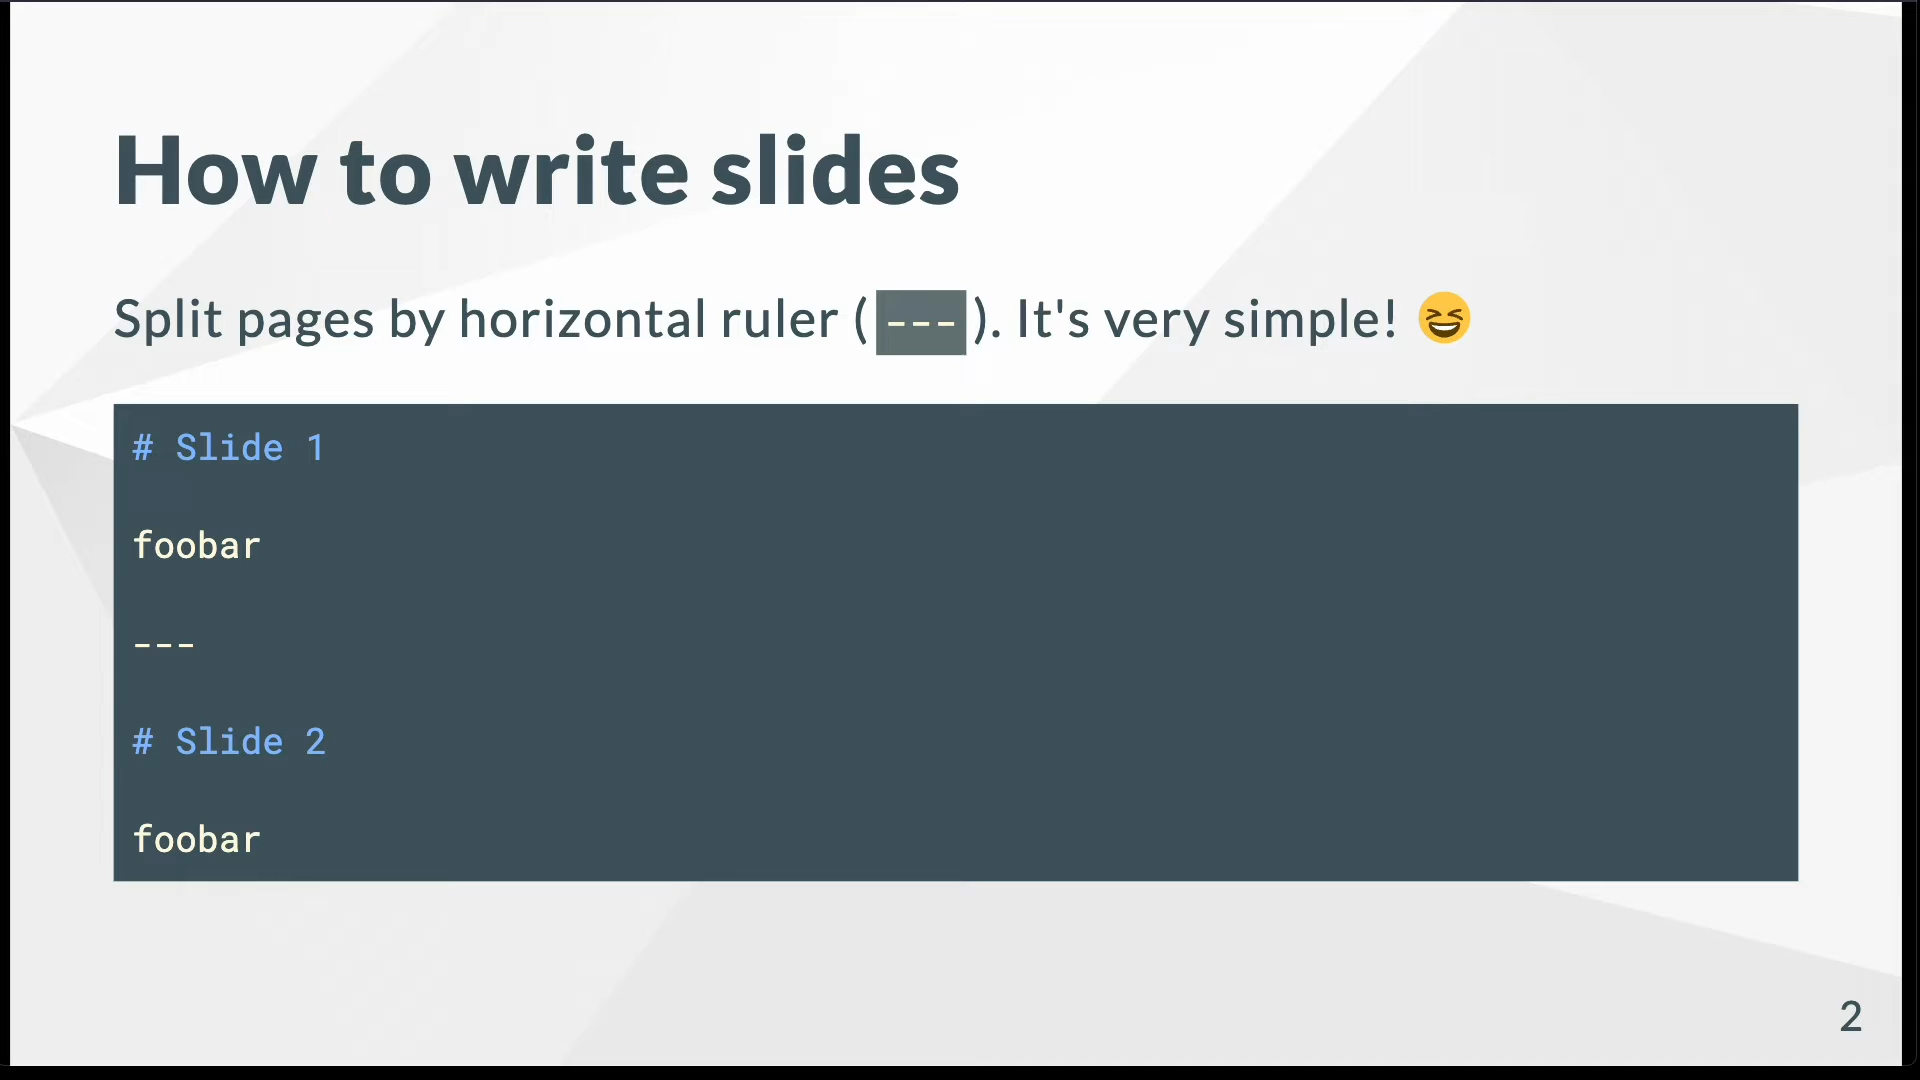 How to write slides
Split pages by horizontal ruler ( --- ). It's very simple! 😆
# Slide 1
foobar
---
# Slide 2
foobar
2